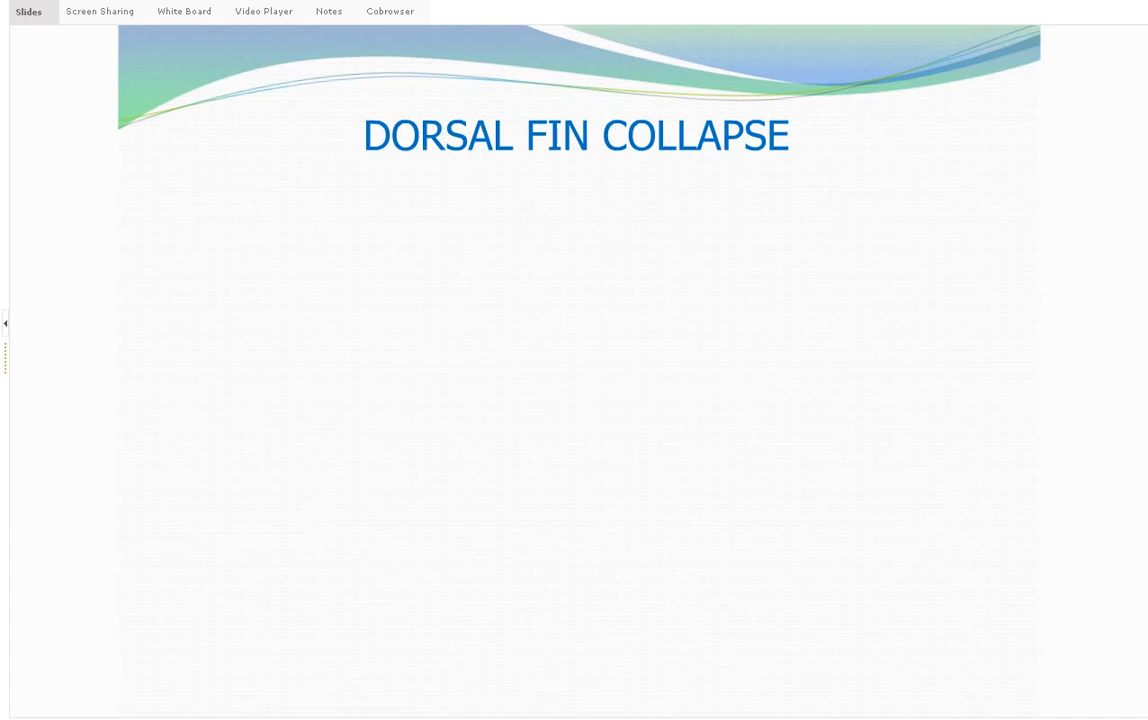 Slides Screen Sharing White Board Video Player Notes Cobrowser
DORSAL FIN COLLAPSE